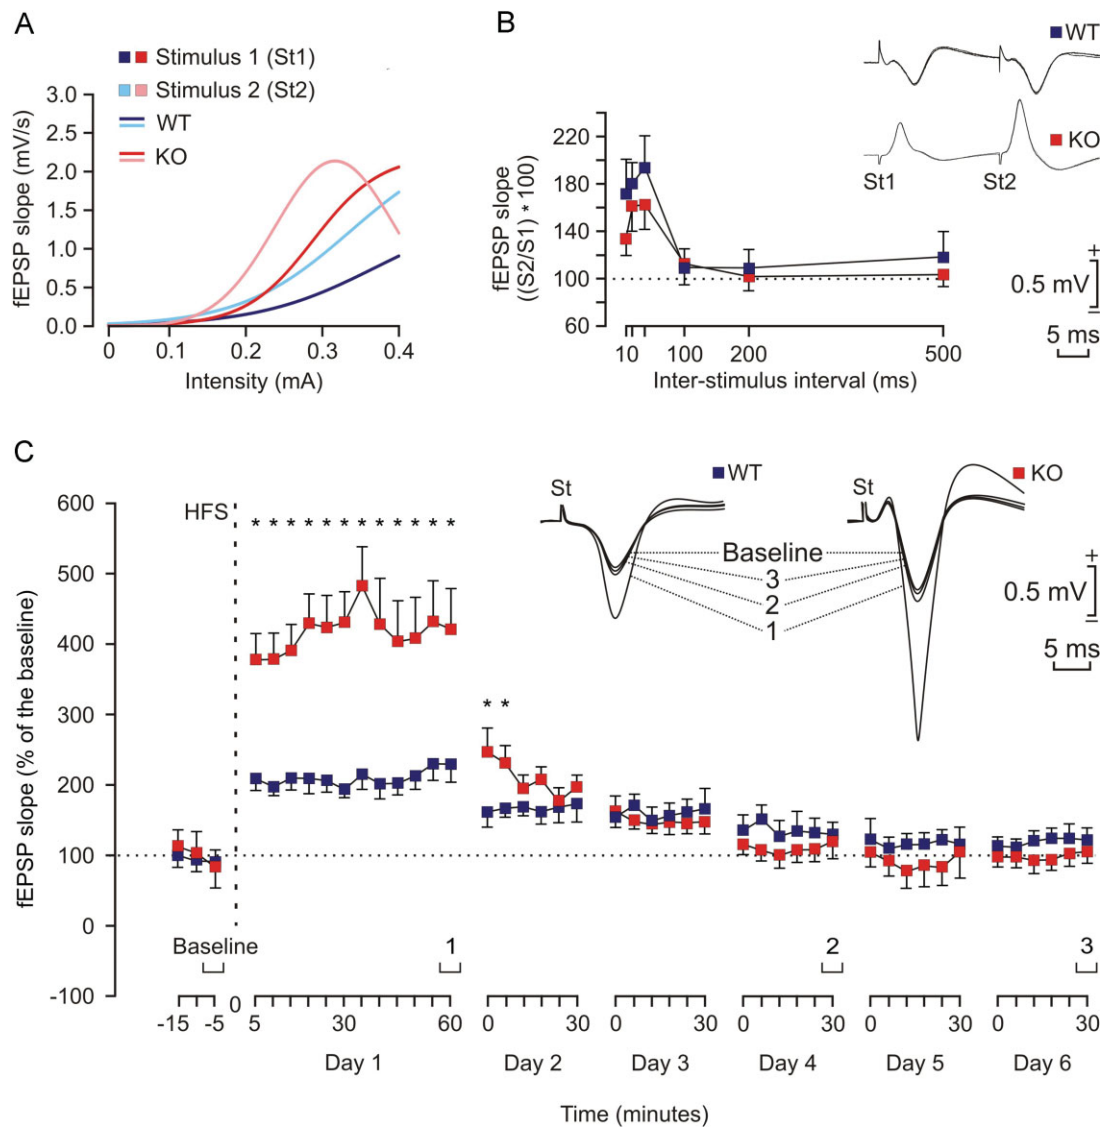 A
Stimulus 1 (St1)
Stimulus 2 (St2)
WT
KO
fEPSP slope (mV/s)
3.0
2.5
2.0
1.5
1.0
0.5
0.0
0 0.1 0.2 0.3 0.4
Intensity (mA)
B
WT
KO
St1 St2
fEPSP slope
((S2/S1) * 100)
220
180
140
100
60
10 100 200 500
Inter-stimulus interval (ms)
+
0.5 mV
–
5 ms
C
WT
KO
St
St
HFS
* * * * * * * * * * * *
* *
Baseline
3
2
1
+
0.5 mV
–
5 ms
fEPSP slope (% of the baseline)
600
500
400
300
200
100
0
-100
Baseline 1 2 3
-15 -5 0 5 30 60 0 30 0 30 0 30 0 30 0 30
Day 1 Day 2 Day 3 Day 4 Day 5 Day 6
Time (minutes)